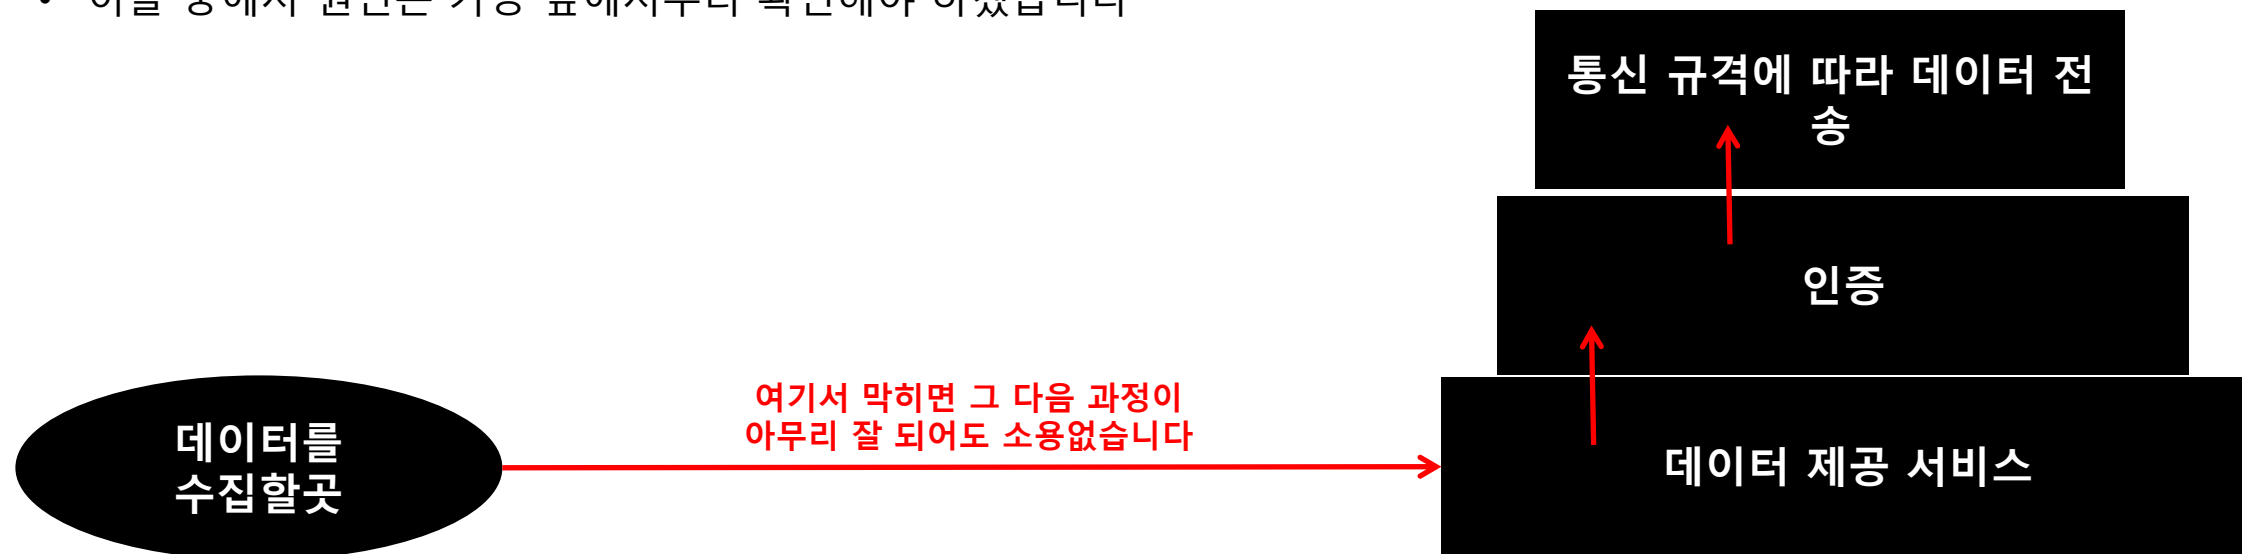 통신 규격에 따라 데이터 전
송
인증
여기서 막히면 그 다음 과정이
아무리 잘 되어도 소용없습니다
데이터를
수집할곳
데이터 제공 서비스